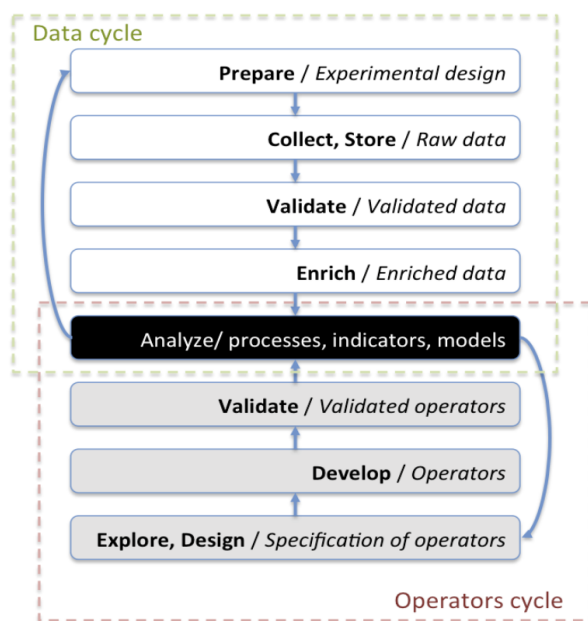 Data cycle
Prepare / Experimental design
Collect, Store / Raw data
Validate / Validated data
Enrich / Enriched data
Analyze/ processes, indicators, models
Validate / Validated operators
Develop / Operators
Explore, Design / Specification of operators
Operators cycle